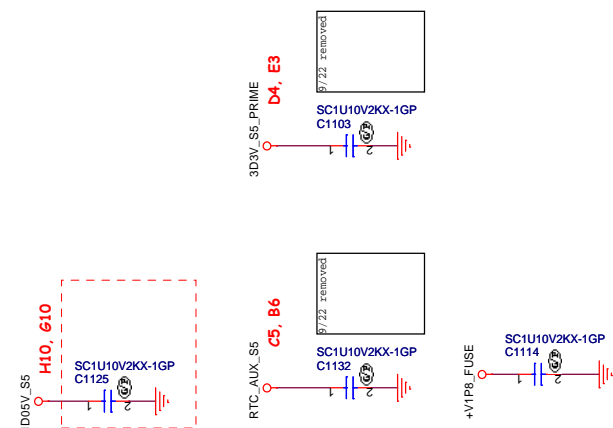 9/22 removed
D4, E3
3D3V_S5_PRIME
SC1U10V2KX-1GP
C1103
1
2
9/22 removed
H10, G10
C5, B6
SC1U10V2KX-1GP
C1125
1
2
RTC_AUX_S5
SC1U10V2KX-1GP
C1132
1
2
+V1P8_FUSE
SC1U10V2KX-1GP
C1114
1
2